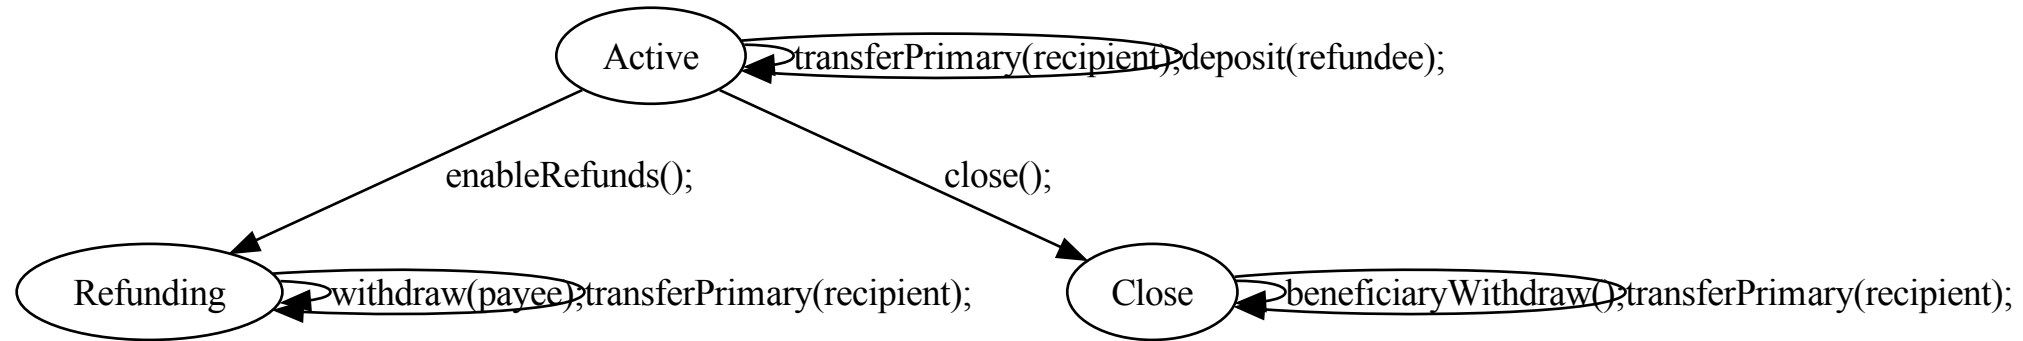 Active
transferPrimary(recipient);
deposit(refundee);
enableRefunds();
close();
Refunding
withdraw(payee);
transferPrimary(recipient);
Close
beneficiaryWithdraw();
transferPrimary(recipient);